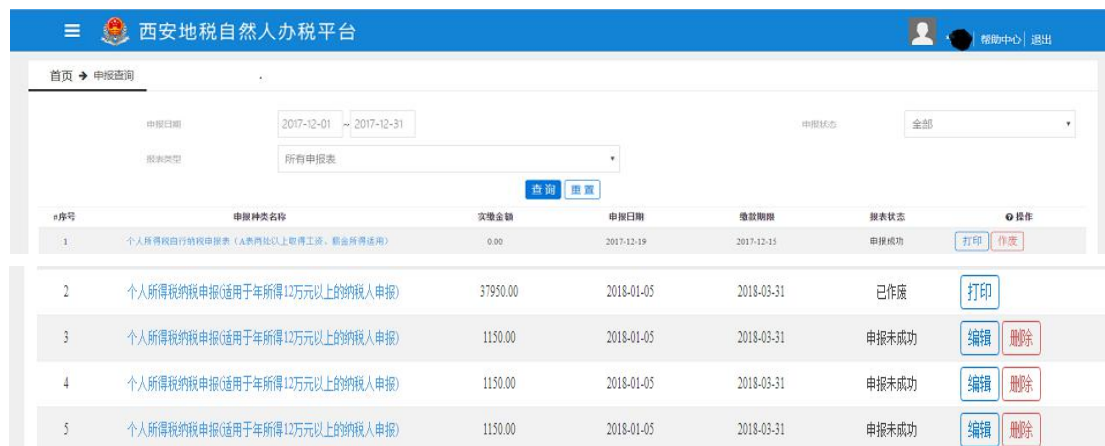 西安地税自然人办税平台
帮助中心 | 退出
首页 → 申报查询
申报日期 2017-12-01 ~ 2017-12-31 申报状态 全部
报表类型 所有申报表
查询 重置
#序号 申报种类名称 实缴金额 申报日期 缴款期限 报表状态 操作
1 个人所得税自行纳税申报表(A表两处以上取得工资、薪金所得适用) 0.00 2017-12-19 2017-12-15 申报成功 打印 作废
2 个人所得税纳税申报(适用于年所得12万元以上的纳税人申报) 37950.00 2018-01-05 2018-03-31 已作废 打印
3 个人所得税纳税申报(适用于年所得12万元以上的纳税人申报) 1150.00 2018-01-05 2018-03-31 申报未成功 编辑 删除
4 个人所得税纳税申报(适用于年所得12万元以上的纳税人申报) 1150.00 2018-01-05 2018-03-31 申报未成功 编辑 删除
5 个人所得税纳税申报(适用于年所得12万元以上的纳税人申报) 1150.00 2018-01-05 2018-03-31 申报未成功 编辑 删除